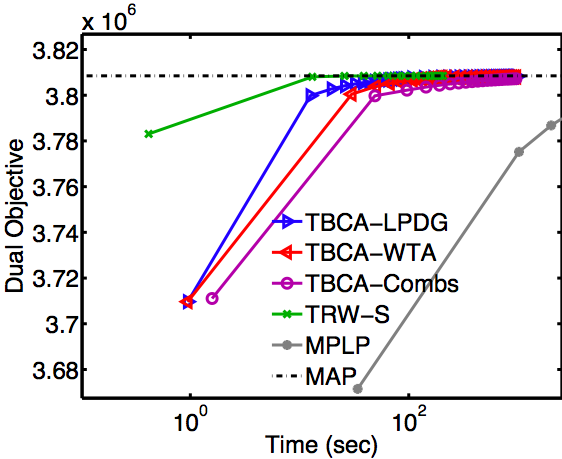 x 10^6
3.82
3.8
3.78
3.76
3.74
3.72
3.7
3.68
Dual Objective
TBCA-LPDG
TBCA-WTA
TBCA-Combs
TRW-S
MPLP
MAP
10^0
10^2
Time (sec)